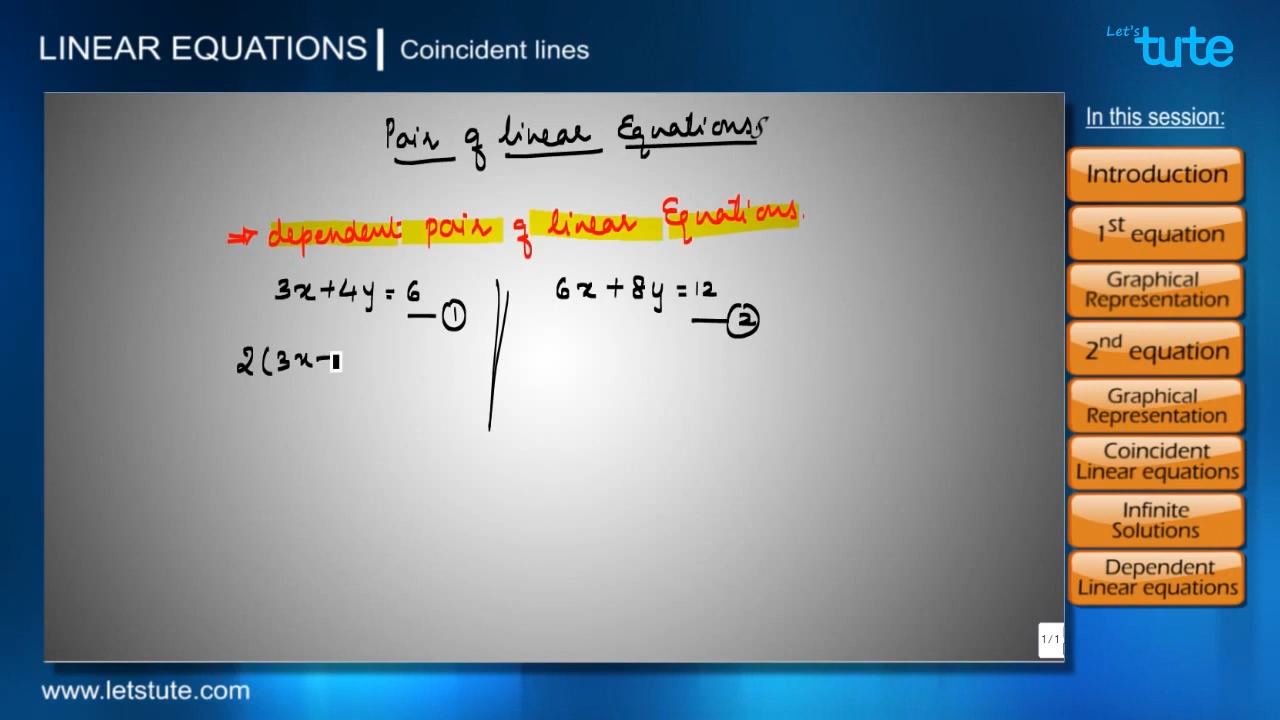 LINEAR EQUATIONS | Coincident lines
Let's tute
Pair of linear Equations
⇒ dependent pair of linear Equations.
3x+4y = 6 —①
6x + 8y = 12 —②
2(3x-
In this session:
Introduction
1st equation
Graphical
Representation
2nd equation
Graphical
Representation
Coincident
Linear equations
Infinite
Solutions
Dependent
Linear equations
1/1
www.letstute.com